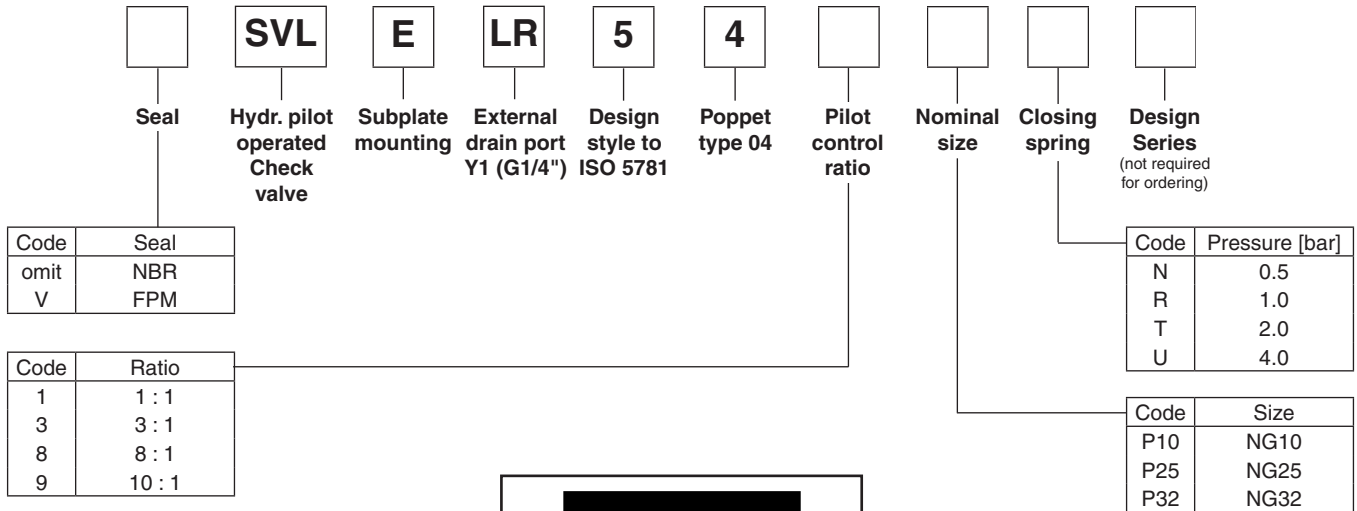 SVL E LR 5 4
Seal Hydr. pilot Subplate External Design Poppet Pilot Nominal Closing Design
operated mounting drain port style to type 04 control size spring Series
Check Y1 (G1/4") ISO 5781 ratio (not required
valve for ordering)
Code Seal
omit NBR
V FPM
Code Pressure [bar]
N 0.5
R 1.0
T 2.0
U 4.0
Code Ratio
1 1 : 1
3 3 : 1
8 8 : 1
9 10 : 1
Code Size
P10 NG10
P25 NG25
P32 NG32